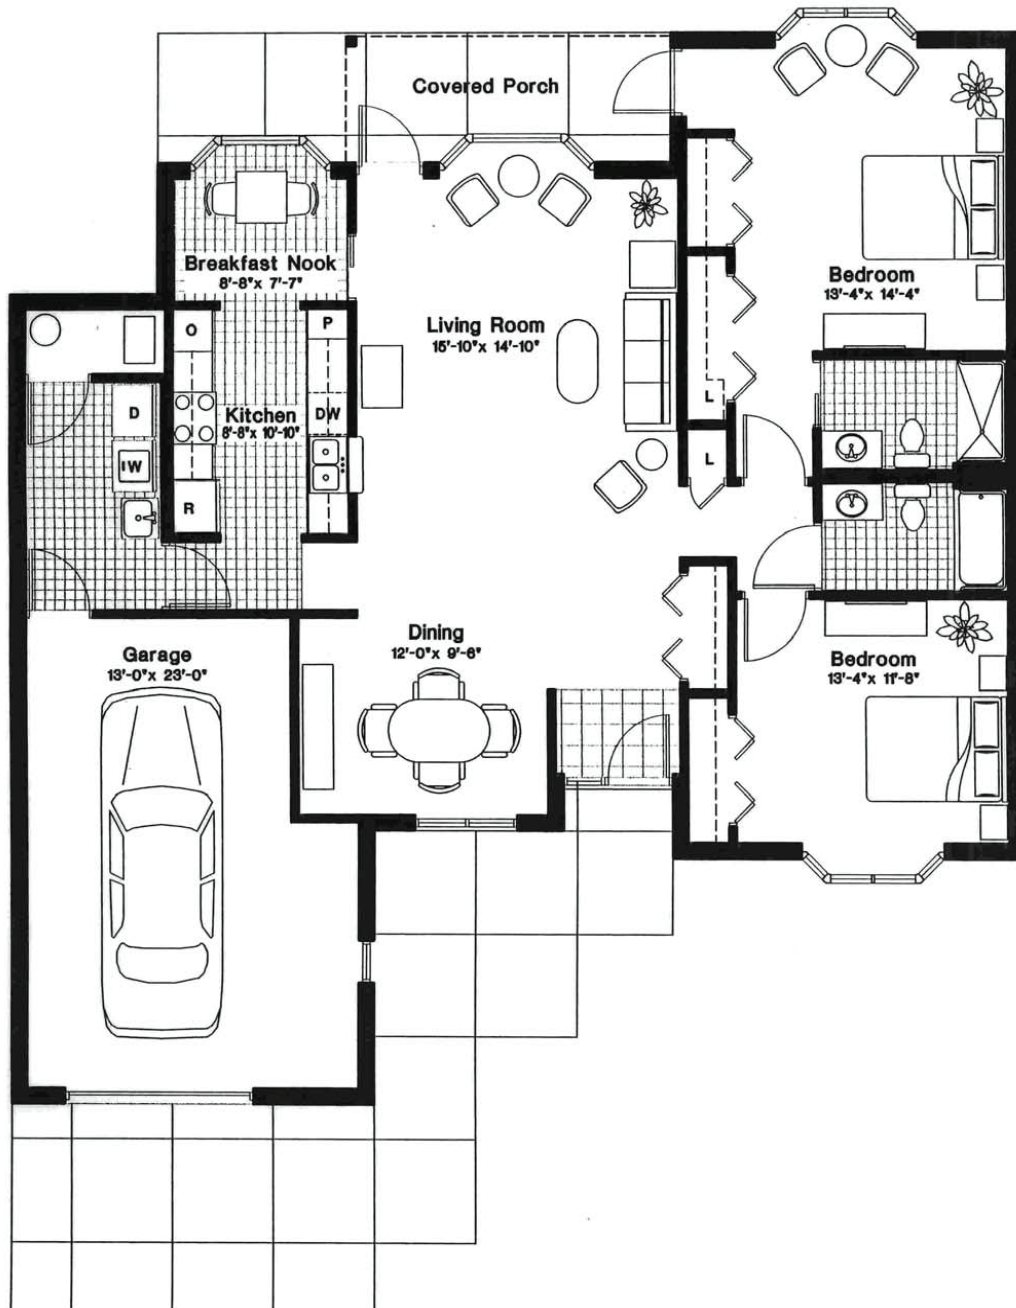 Covered Porch
Breakfast Nook
8'-8"x 7'-7"
Bedroom
13'-4"x 14'-4"
Living Room
15'-10"x 14'-10"
O
P
Kitchen
8'-8"x 10'-10"
D
DW
L
W
L
R
Dining
12'-0"x 9'-6"
Garage
13'-0"x 23'-0"
Bedroom
13'-4"x 11'-8"